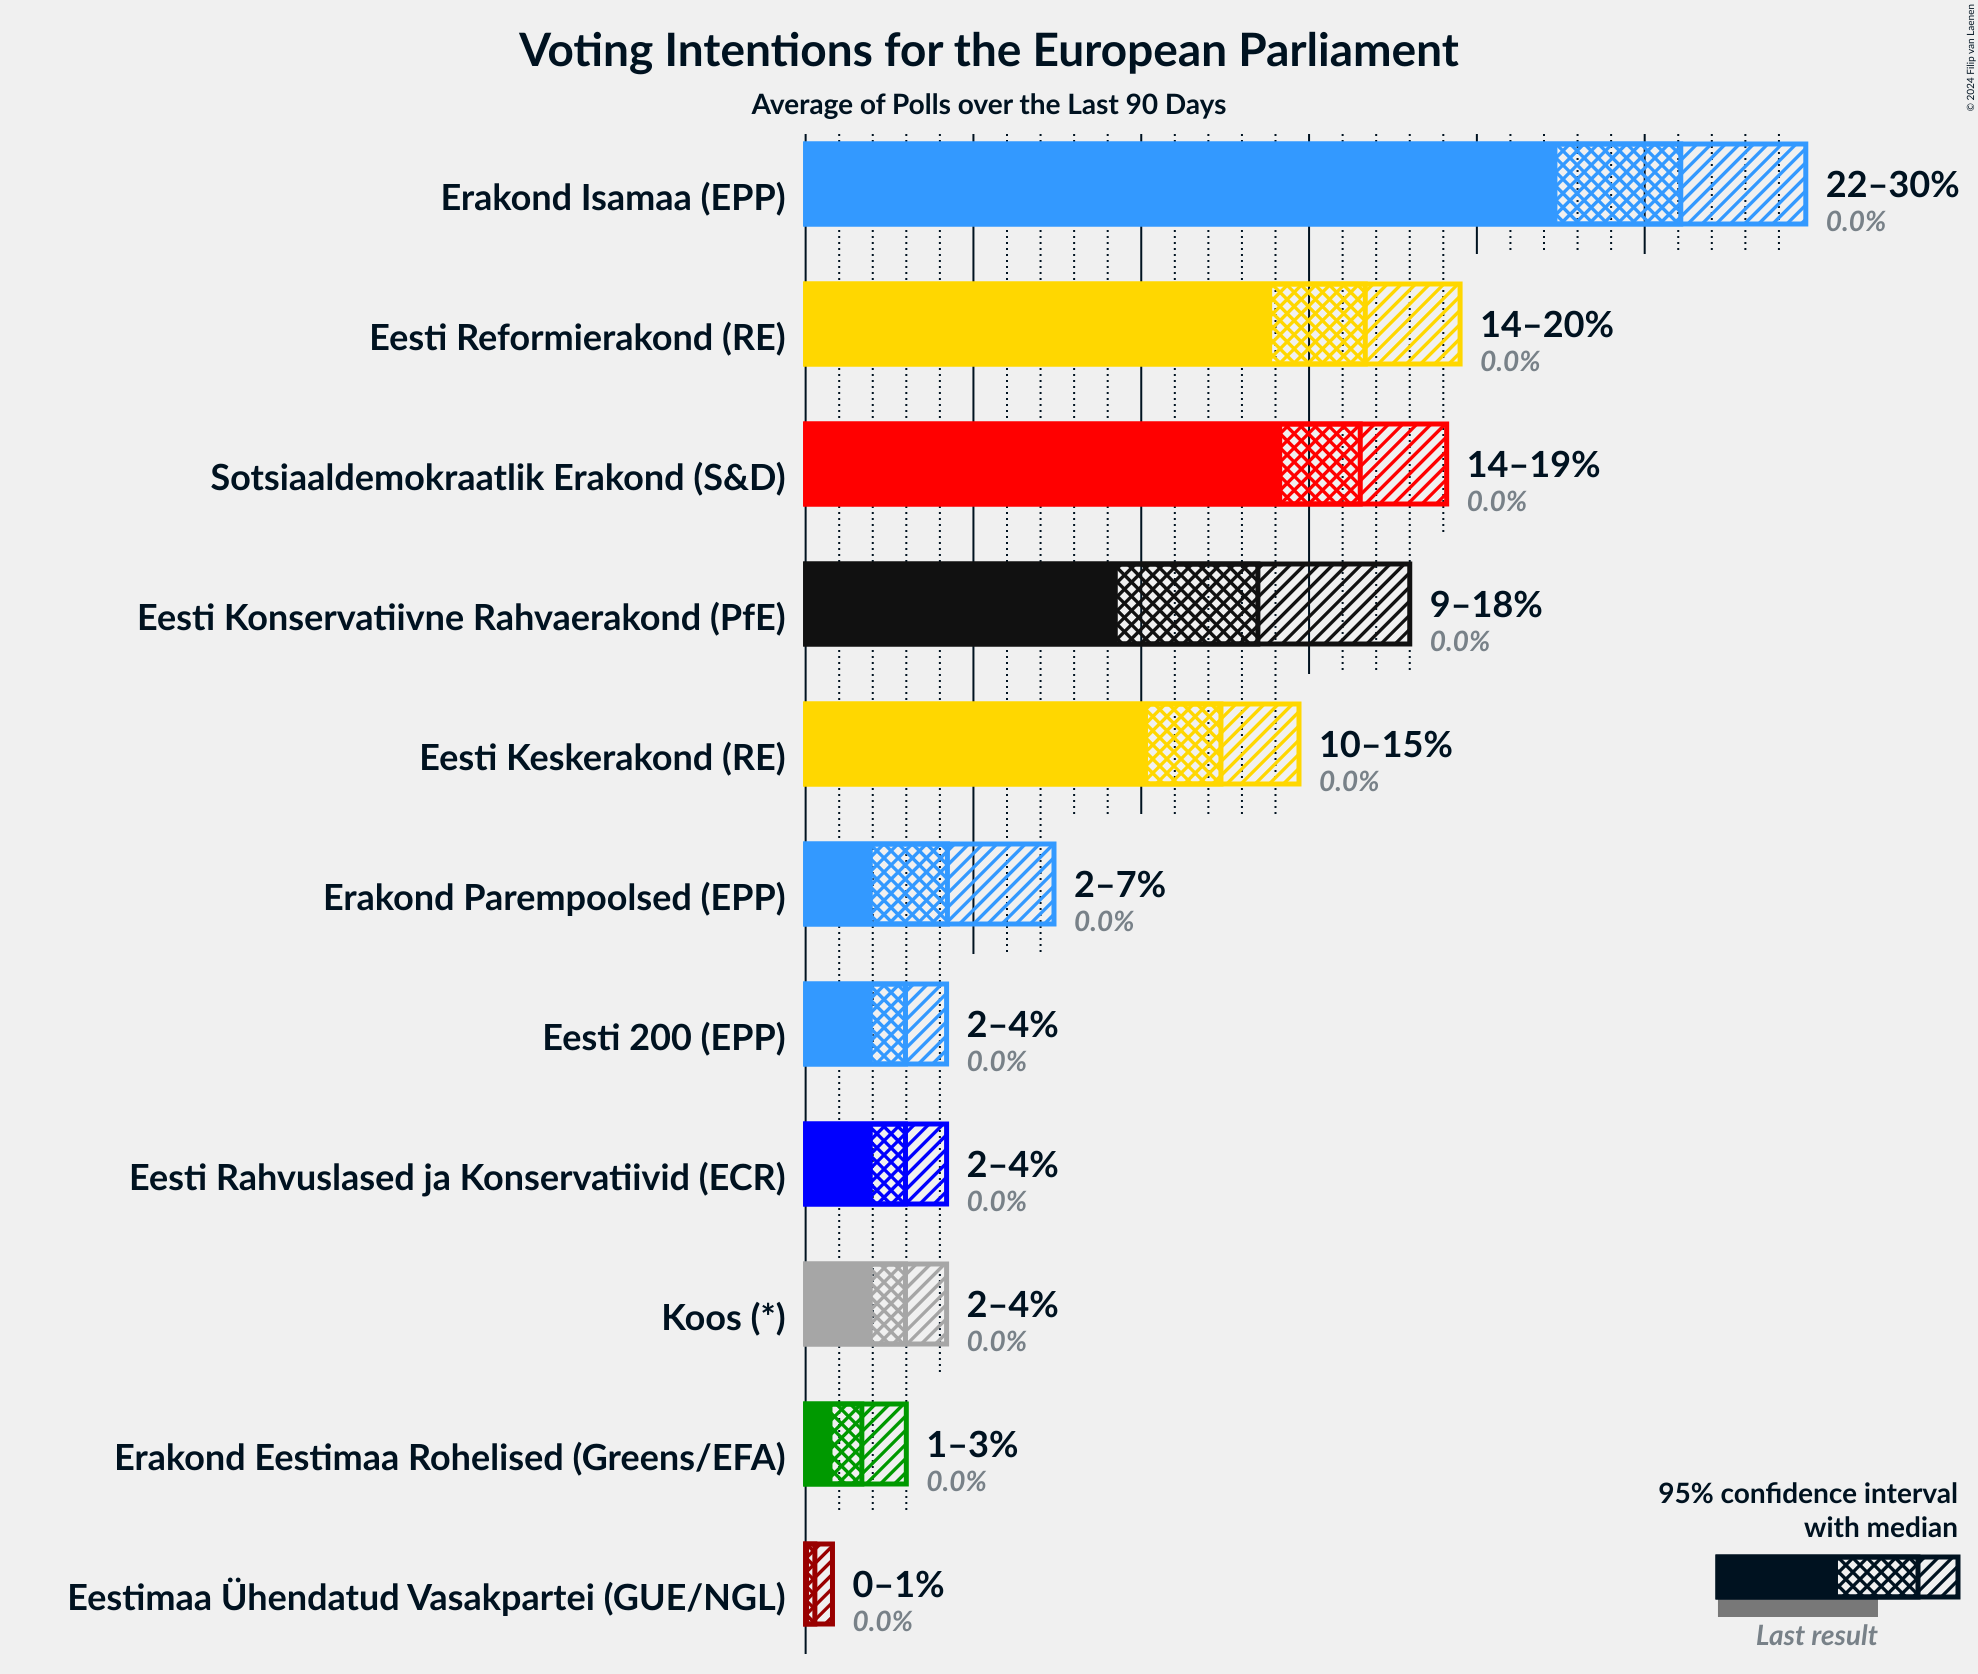 Voting Intentions for the European Parliament
Average of Polls over the Last 90 Days
© 2024 Filip van Laenen
Erakond Isamaa (EPP)
22–30%
0.0%
Eesti Reformierakond (RE)
14–20%
0.0%
Sotsiaaldemokraatlik Erakond (S&D)
14–19%
0.0%
Eesti Konservatiivne Rahvaerakond (PfE)
9–18%
0.0%
Eesti Keskerakond (RE)
10–15%
0.0%
Erakond Parempoolsed (EPP)
2–7%
0.0%
Eesti 200 (EPP)
2–4%
0.0%
Eesti Rahvuslased ja Konservatiivid (ECR)
2–4%
0.0%
Koos (*)
2–4%
0.0%
Erakond Eestimaa Rohelised (Greens/EFA)
1–3%
0.0%
Eestimaa Ühendatud Vasakpartei (GUE/NGL)
0–1%
0.0%
95% confidence interval
with median
Last result